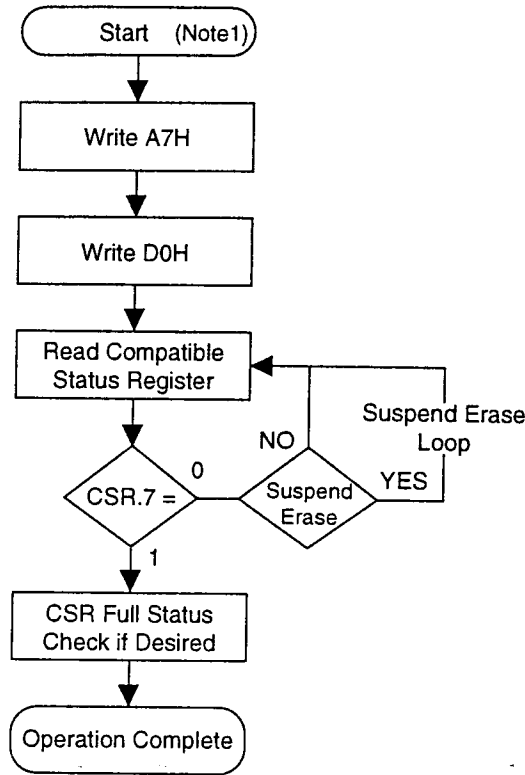 Start (Note1)
Write A7H
Write D0H
Read Compatible
Status Register
Suspend Erase
Loop
NO
0
YES
CSR.7 =
Suspend
Erase
1
CSR Full Status
Check if Desired
Operation Complete